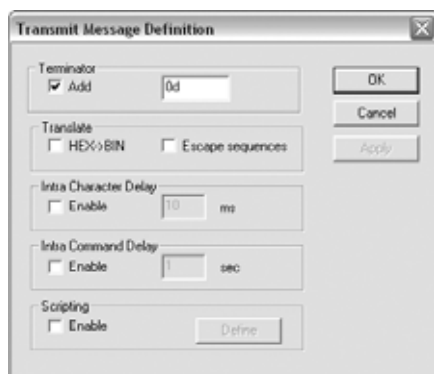 Transmit Message Definition
Terminator
Add 0d
OK
Cancel
Apply
Translate
HEX->BIN Escape sequences
Intra Character Delay
Enable 10 ms
Intra Command Delay
Enable 1 sec
Scripting
Enable Define